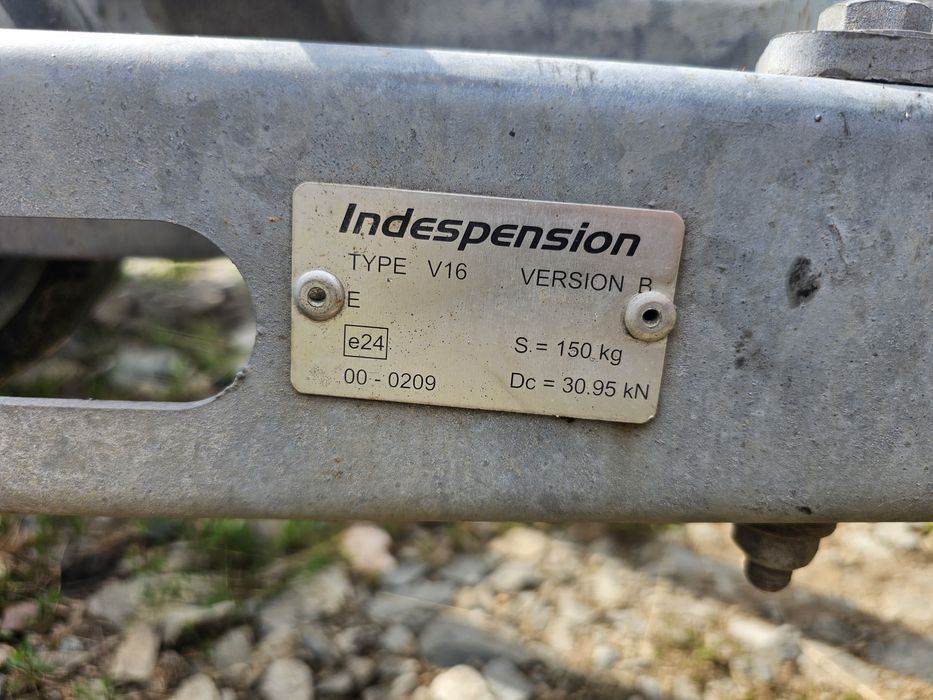 Indespension
TYPE V16 VERSION B
E
e24 S = 150 kg
00 - 0209 Dc = 30.95 kN